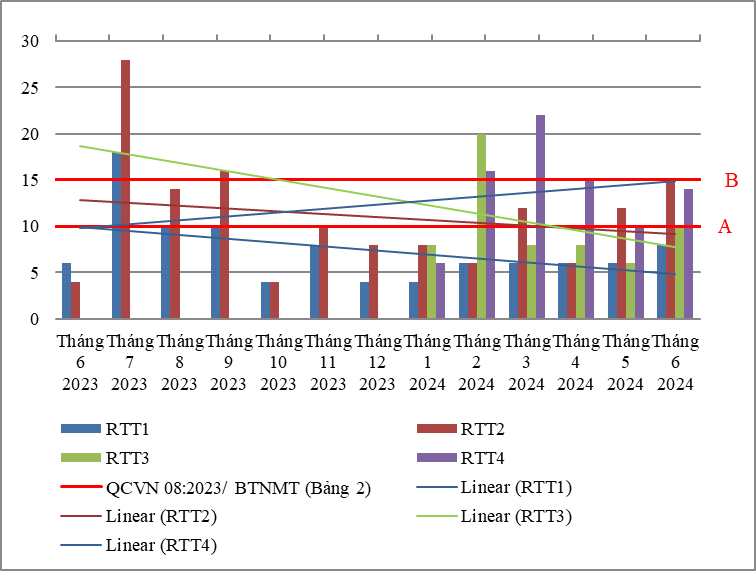 30
25
20
15
10
5
0
B
A
Tháng 6 2023
Tháng 7 2023
Tháng 8 2023
Tháng 9 2023
Tháng 10 2023
Tháng 11 2023
Tháng 12 2023
Tháng 1 2024
Tháng 2 2024
Tháng 3 2024
Tháng 4 2024
Tháng 5 2024
Tháng 6 2024
RTT1
RTT2
RTT3
RTT4
QCVN 08:2023/ BTNMT (Bảng 2)
Linear (RTT1)
Linear (RTT2)
Linear (RTT3)
Linear (RTT4)